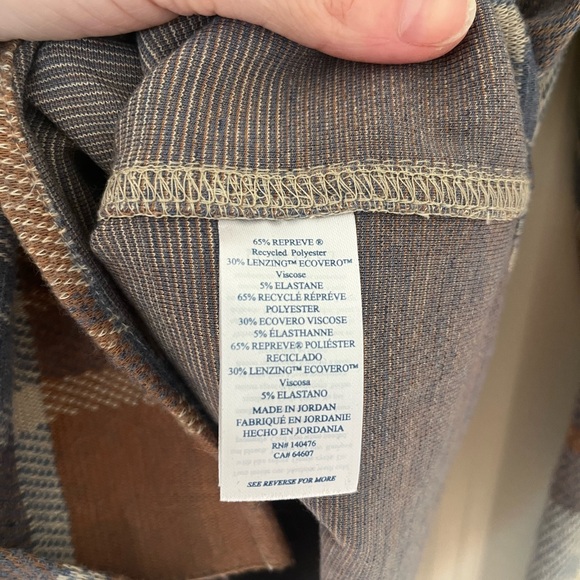 65% REPREVE ®
Recycled Polyester
30% LENZING™ ECOVERO™
Viscose
5% ELASTANE
65% RECYCLÉ RÉPRÉVE
POLYESTER
30% ECOVERO VISCOSE
5% ÉLASTHANNE
65% REPREVE® POLIÉSTER
RECICLADO
30% LENZING™ ECOVERO™
Viscosa
5% ELASTANO
MADE IN JORDAN
FABRIQUÉ EN JORDANIE
HECHO EN JORDANIA
RN# 140476
CA# 64607
SEE REVERSE FOR MORE